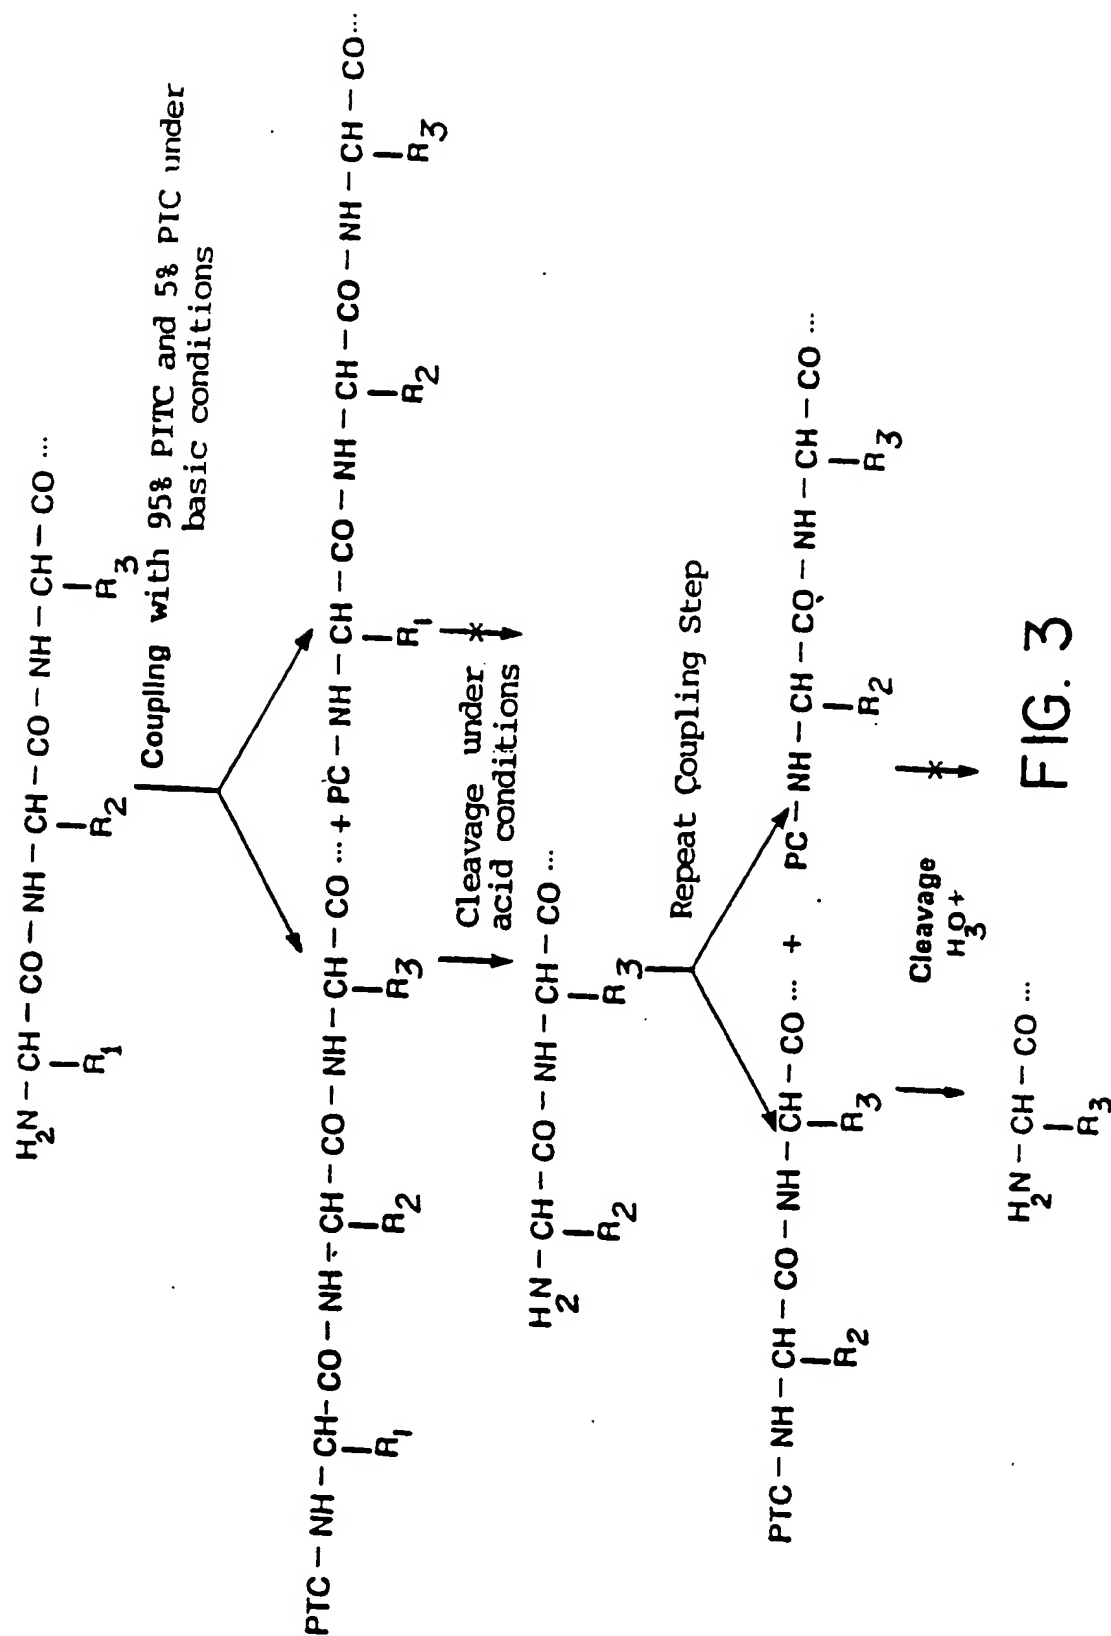 H2N – CH – CO – NH – CH – CO – NH – CH – CO ...
R1 R2 R3
Coupling with 95% PITC and 5% PIC under
basic conditions
PTC – NH – CH – CO – NH – CH – CO – NH – CH – CO ... + PC – NH – CH – CO – NH – CH – CO – NH – CH – CO ...
R1 R2 R3 R1 R2 R3
Cleavage under
acid conditions
H2N – CH – CO – NH – CH – CO ...
R2 R3
Repeat Coupling Step
PTC – NH – CH – CO – NH – CH – CO ... + PC – NH – CH – CO – NH – CH – CO ...
R2 R3 R2 R3
Cleavage
H3O+
H2N – CH – CO ...
R3
FIG. 3